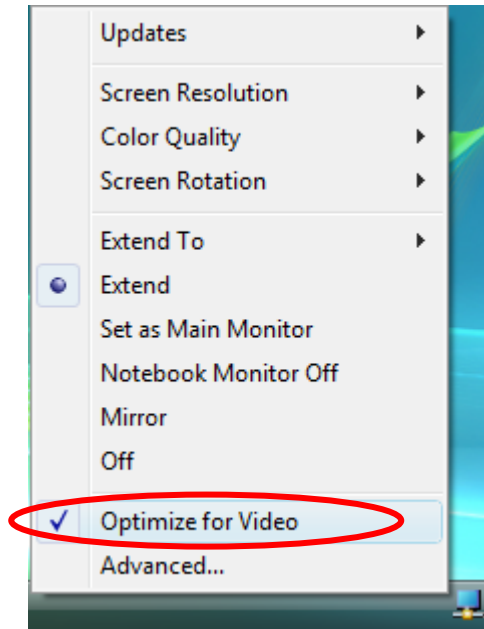 Updates
Screen Resolution
Color Quality
Screen Rotation
Extend To
Extend
Set as Main Monitor
Notebook Monitor Off
Mirror
Off
Optimize for Video
Advanced...